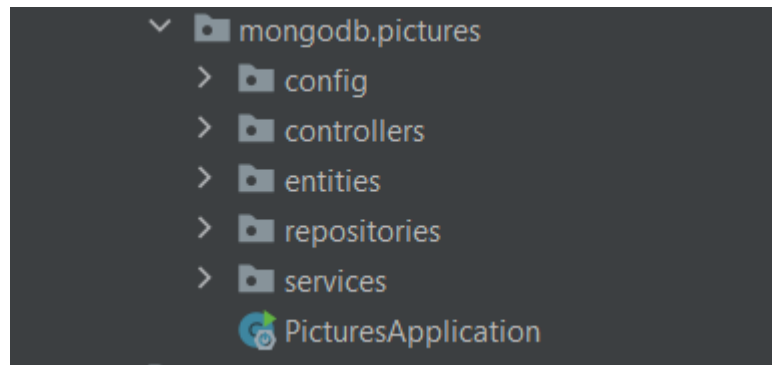 mongodb.pictures
config
controllers
entities
repositories
services
PicturesApplication